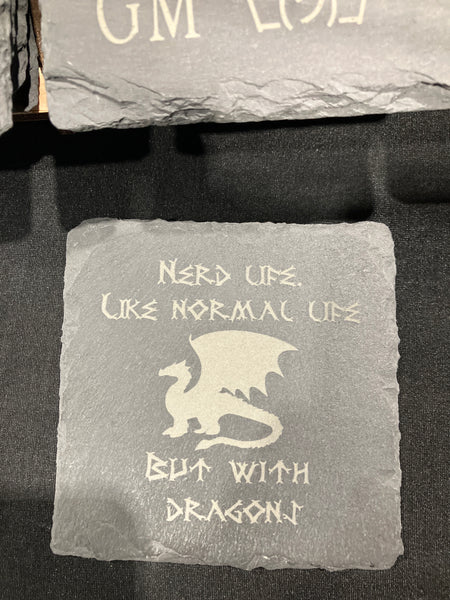 GM
NERD LIFE.
LIKE NORMAL LIFE
BUT WITH
DRAGONS